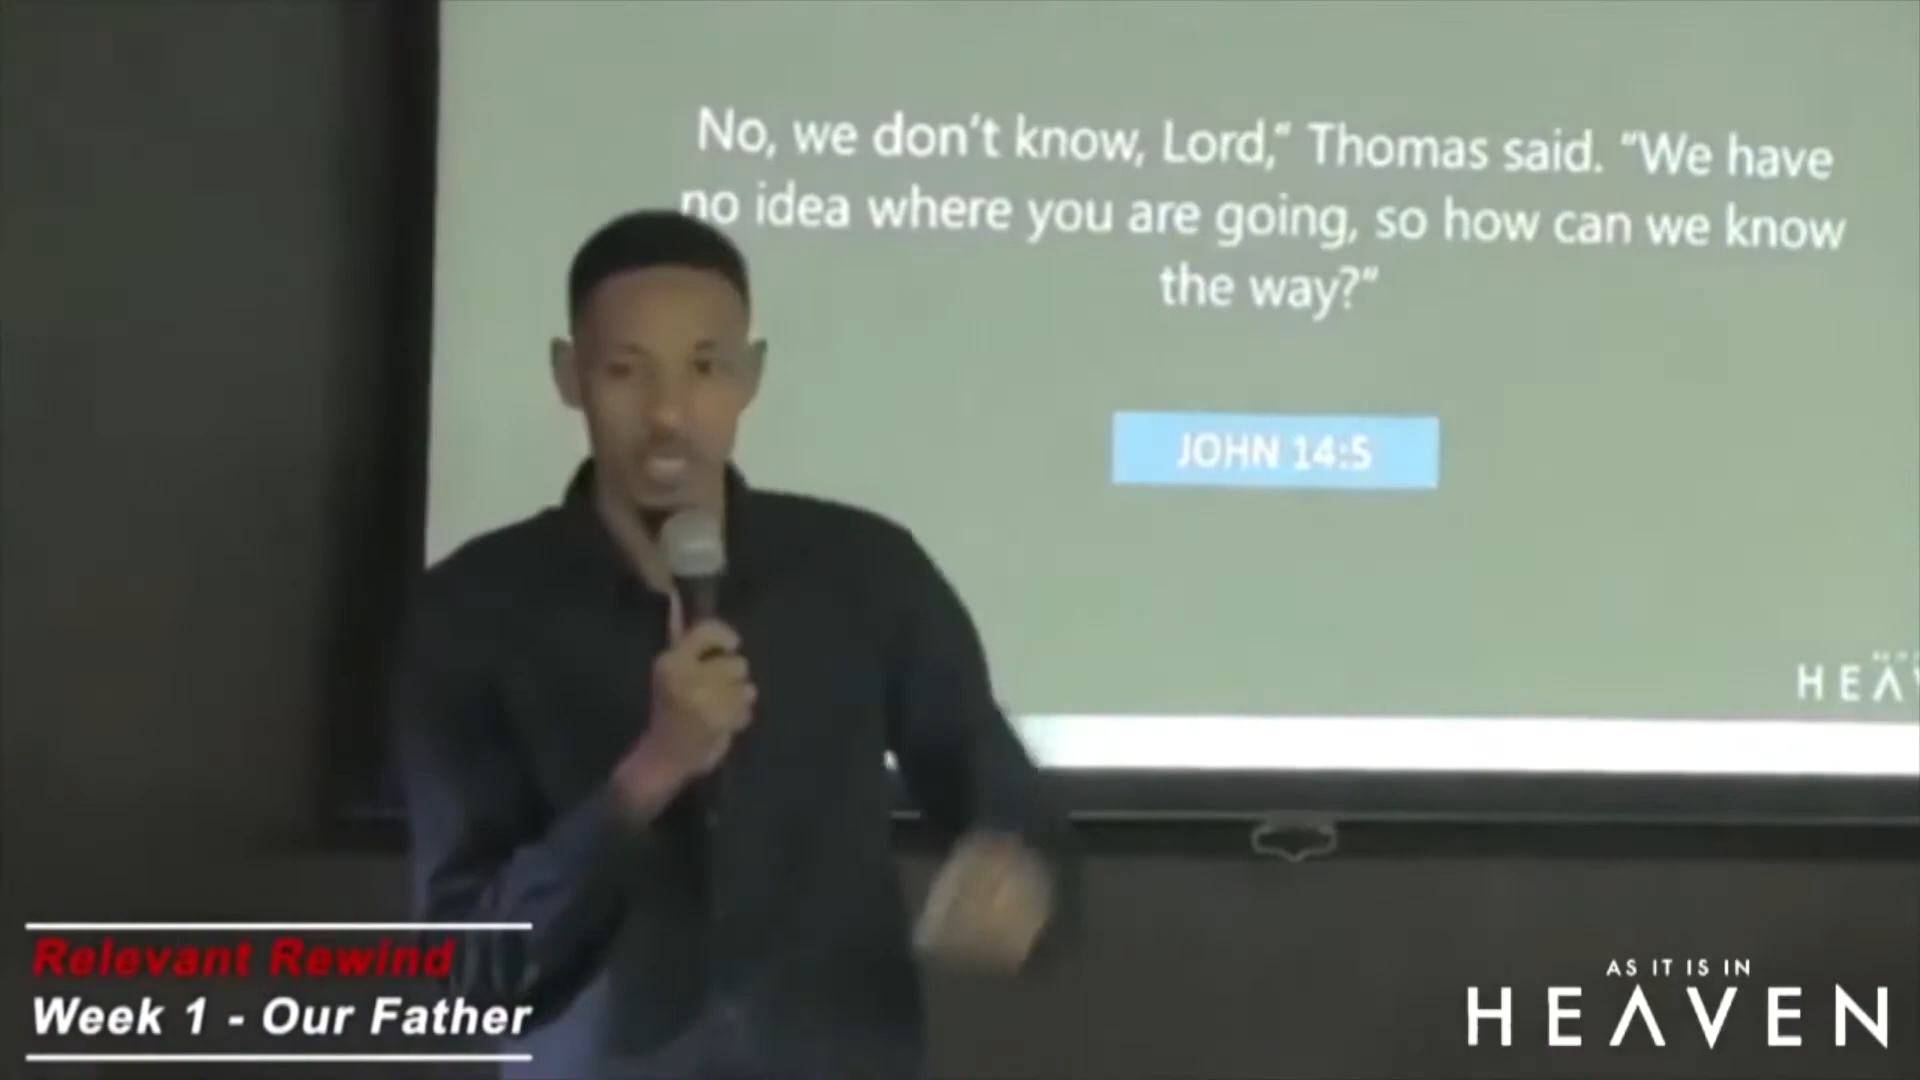 No, we don't know, Lord,” Thomas said. “We have
no idea where you are going, so how can we know
the way?”
JOHN 14:5
HEAV
Relevant Rewind
Week 1 - Our Father
AS IT IS IN
HEAVEN